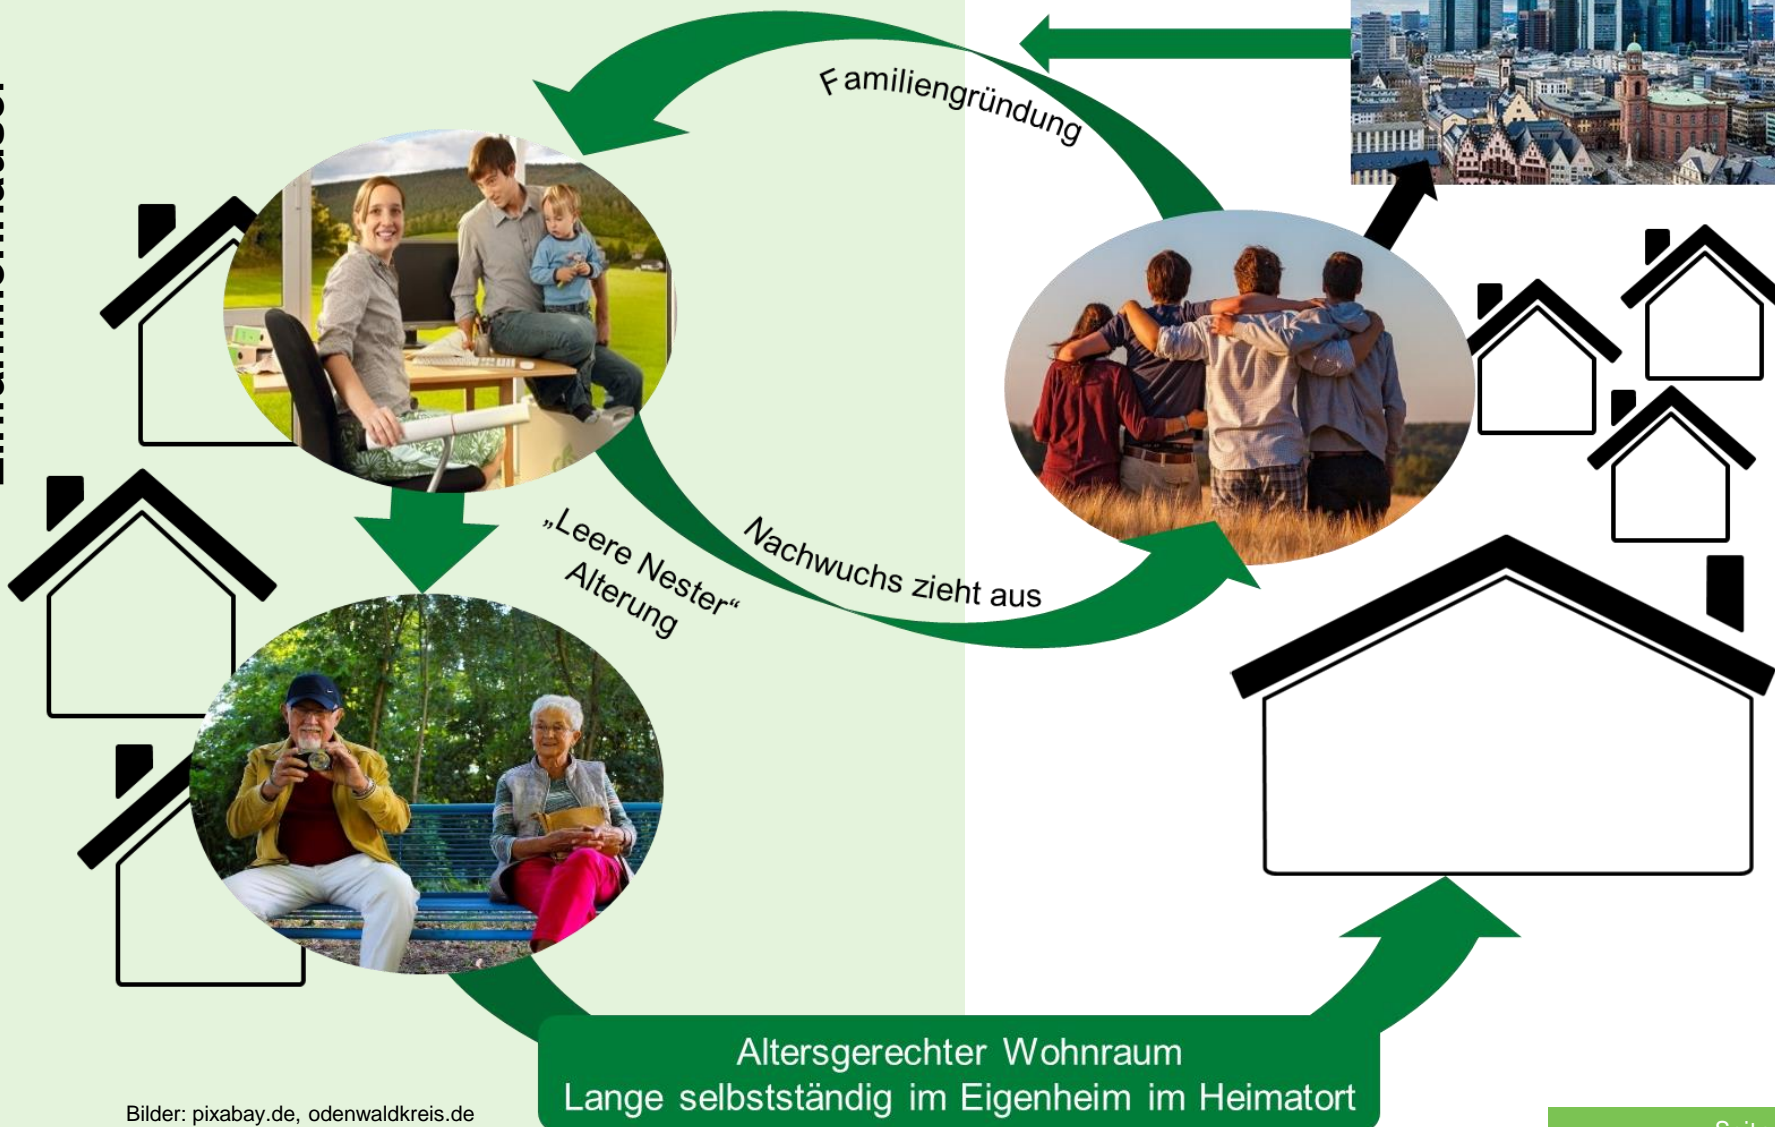 Familiengründung
„Leere Nester“
Alterung
Nachwuchs zieht aus
Altersgerechter Wohnraum
Lange selbstständig im Eigenheim im Heimatort
Bilder: pixabay.de, odenwaldkreis.de